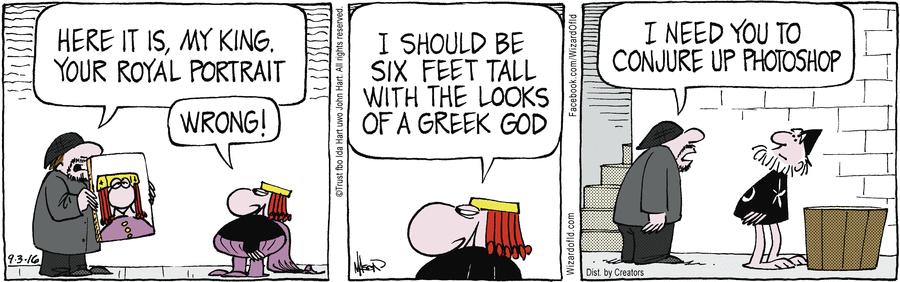 HERE IT IS, MY KING.
YOUR ROYAL PORTRAIT
WRONG!
9-3-16
©Trust fbo Ida Hart uwo John Hart. All rights reserved.
I SHOULD BE
SIX FEET TALL
WITH THE LOOKS
OF A GREEK GOD
Facebook.com/WizardOfId
Wizardofid.com
I NEED YOU TO
CONJURE UP PHOTOSHOP
Dist. by Creators